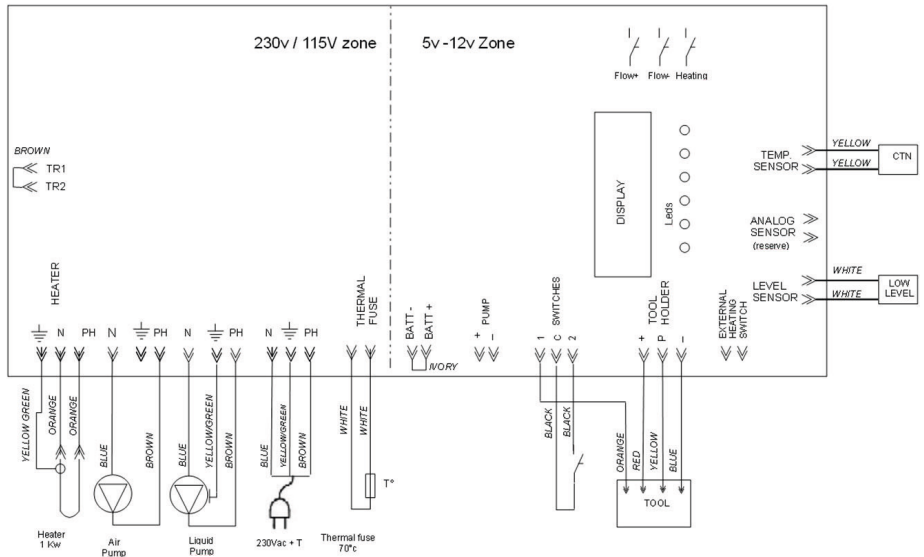 230v / 115V zone
5v -12v Zone
Flow+
Flow-
Heating
BROWN
TR1
TR2
DISPLAY
Leds
TEMP.
SENSOR
YELLOW
YELLOW
CTN
ANALOG
SENSOR
(reserve)
LEVEL
SENSOR
WHITE
WHITE
LOW
LEVEL
HEATER
N
PH
N
PH
N
PH
N
PH
THERMAL
FUSE
BATT -
BATT +
IVORY
+
PUMP
-
1
C
SWITCHES
2
+
P
TOOL
HOLDER
-
EXTERNAL
HEATING
SWITCH
YELLOW GREEN
ORANGE
ORANGE
BLUE
BROWN
BLUE
YELLOW/GREEN
BROWN
BLUE
YELLOW/GREEN
BROWN
WHITE
WHITE
T°
BLACK
BLACK
ORANGE
RED
YELLOW
BLUE
TOOL
Heater
1 Kw
Air
Pump
Liquid
Pump
230Vac + T
Thermal fuse
70°c